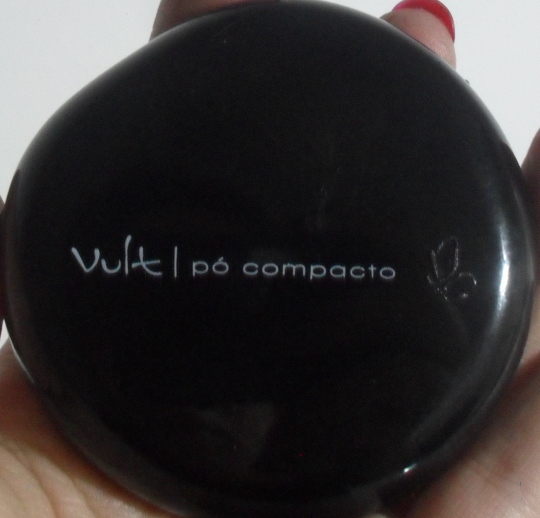 Vult | pó compacto